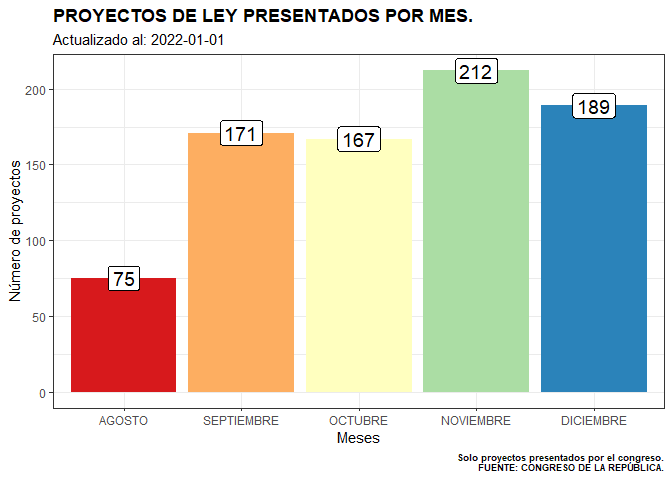 PROYECTOS DE LEY PRESENTADOS POR MES.
Actualizado al: 2022-01-01
Número de proyectos
200
150
100
50
0
75
171
167
212
189
AGOSTO SEPTIEMBRE OCTUBRE NOVIEMBRE DICIEMBRE
Meses
Solo proyectos presentados por el congreso.
FUENTE: CONGRESO DE LA REPÚBLICA.